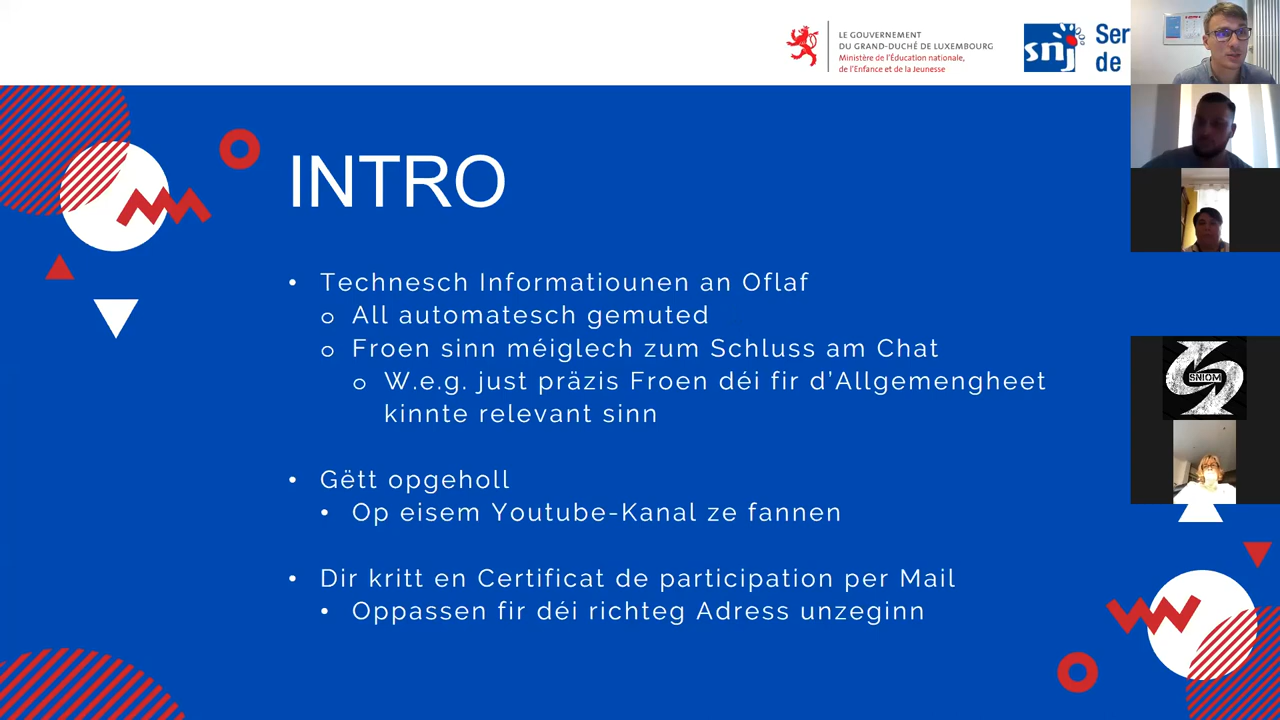 LE GOUVERNEMENT
DU GRAND-DUCHÉ DE LUXEMBOURG
Ministère de l'Éducation nationale,
de l'Enfance et de la Jeunesse
snj
Ser
de
INTRO
• Technesch Informatiounen an Oflaf
o All automatesch gemuted
o Froen sinn méiglech zum Schluss am Chat
o W.e.g. just präzis Froen déi fir d'Allgemengheet
kinnte relevant sinn
SNIOM
• Gëtt opgeholl
• Op eisem Youtube-Kanal ze fannen
• Dir kritt en Certificat de participation per Mail
• Oppassen fir déi richteg Adress unzeginn